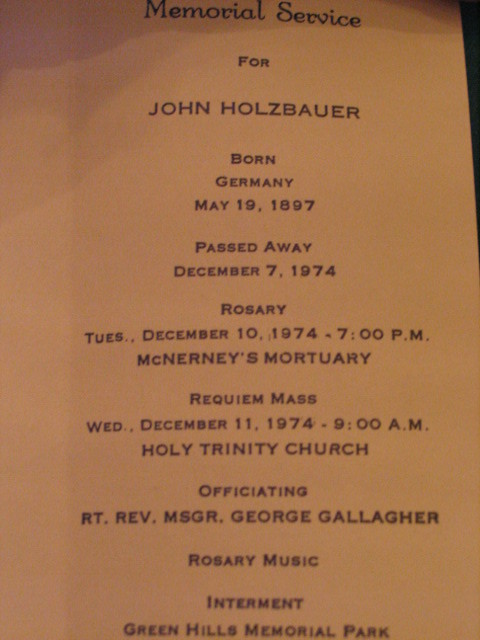 Memorial Service
For
JOHN HOLZBAUER
Born
Germany
May 19, 1897
Passed Away
December 7, 1974
Rosary
Tues., December 10, 1974 - 7:00 P.M.
McNERNEY'S MORTUARY
Requiem Mass
Wed., December 11, 1974 - 9:00 A.M.
HOLY TRINITY CHURCH
Officiating
RT. REV. MSGR. GEORGE GALLAGHER
Rosary Music
Interment
Green Hills Memorial Park